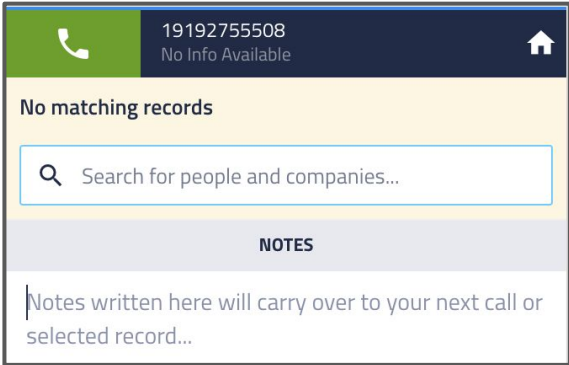 19192755508
No Info Available
No matching records
Search for people and companies...
NOTES
Notes written here will carry over to your next call or
selected record...